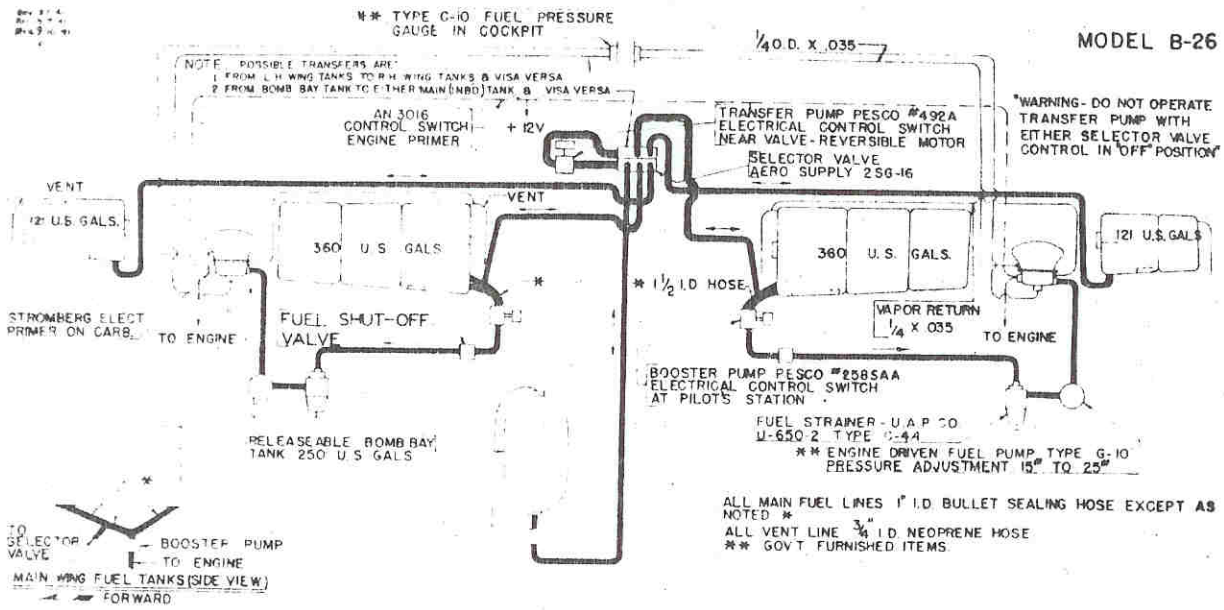 ** TYPE G-10 FUEL PRESSURE
GAUGE IN COCKPIT
1/4 O.D. X .035
MODEL B-26
NOTE POSSIBLE TRANSFERS ARE
1 FROM L.H WING TANKS TO R.H WING TANKS & VISA VERSA
2 FROM BOMB BAY TANK TO EITHER MAIN (INBD) TANK & VISA VERSA
AN 3016
CONTROL SWITCH
ENGINE PRIMER
+ 12V
TRANSFER PUMP PESCO #492A
ELECTRICAL CONTROL SWITCH
NEAR VALVE - REVERSIBLE MOTOR
"WARNING - DO NOT OPERATE
TRANSFER PUMP WITH
EITHER SELECTOR VALVE
CONTROL IN "OFF" POSITION"
SELECTOR VALVE
AERO SUPPLY 2SG-16
VENT
VENT
121 U.S. GALS.
360 U.S GALS
360 U.S. GALS.
121 U.S. GALS
*
* 1 1/2 I.D HOSE
STROMBERG ELECT
PRIMER ON CARB.
TO ENGINE
FUEL SHUT-OFF
VALVE
VAPOR RETURN
1/4 X .035
TO ENGINE
BOOSTER PUMP PESCO #258SAA
ELECTRICAL CONTROL SWITCH
AT PILOTS STATION
RELEASEABLE BOMB BAY
TANK 250 U S GALS
FUEL STRAINER - U.A.P CO.
U-650-2 TYPE C-4A
** ENGINE DRIVEN FUEL PUMP TYPE G-10
PRESSURE ADJUSTMENT 15# TO 25#
*
TO
SELECTOR
VALVE
BOOSTER PUMP
TO ENGINE
MAIN WING FUEL TANKS (SIDE VIEW)
FORWARD
ALL MAIN FUEL LINES 1" I.D. BULLET SEALING HOSE EXCEPT AS
NOTED *
ALL VENT LINE 3/4" I.D. NEOPRENE HOSE
** GOVT FURNISHED ITEMS.